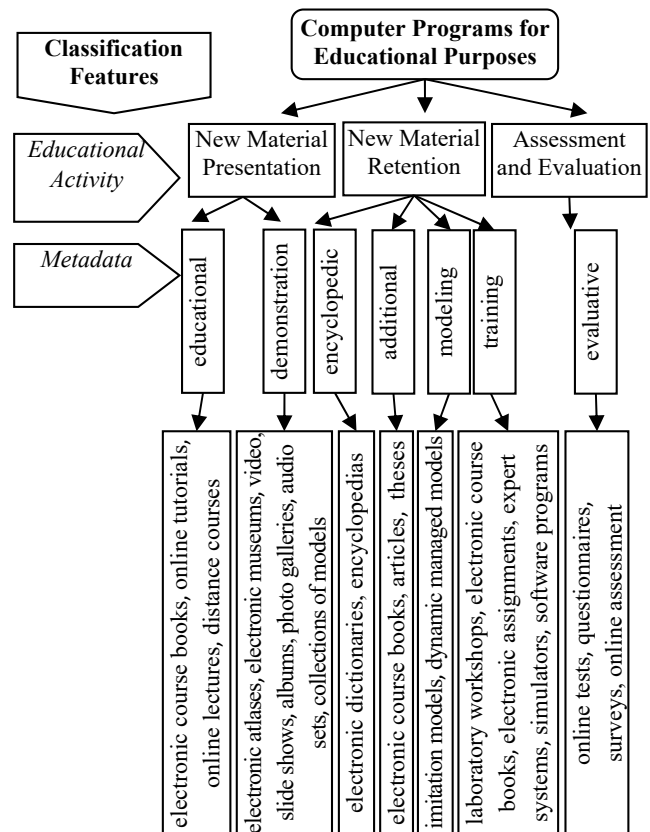 Computer Programs for
Educational Purposes
Classification
Features
Educational
Activity
New Material
Presentation
New Material
Retention
Assessment
and Evaluation
Metadata
educational
demonstration
encyclopedic
additional
modeling
training
evaluative
electronic course books, online tutorials,
online lectures, distance courses
electronic atlases, electronic museums, video,
slide shows, albums, photo galleries, audio
sets, collections of models
electronic dictionaries, encyclopedias
electronic course books, articles, theses
imitation models, dynamic managed models
laboratory workshops, electronic course
books, electronic assignments, expert
systems, simulators, software programs
online tests, questionnaires,
surveys, online assessment